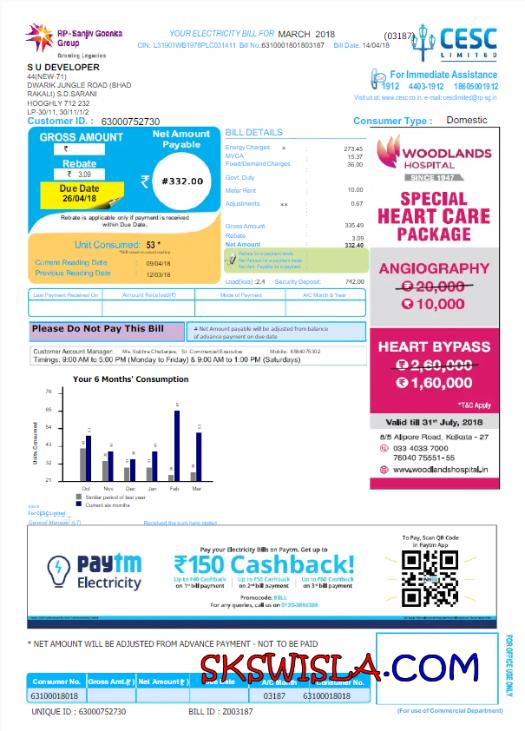 RP-Sanjiv Goenka
Group
Growing Legacies
YOUR ELECTRICITY BILL FOR MARCH 2018
(03187)
CESC
LIMITED
CIN: L31901WB1978PLC031411 Bill No.6310001801803187 Bill Date: 14/04/18
S U DEVELOPER
44(NEW-71)
DWARIK JUNGLE ROAD (BHAD
RAKALI) S.D.SARANI
HOOGHLY 712 232
LP-30/11, 30/11/1/2
For Immediate Assistance
1912 4403-1912 18605001912
Visit us at: www.cesc.co.in. e-mail:cesclimited@rp-sg.in
Customer ID. : 63000752730
Consumer Type : Domestic
GROSS AMOUNT
₹
Rebate
₹ 3.09
Due Date
26/04/18
Net Amount
Payable
₹ #332.00
Rebate is applicable only if payment is received
within Due Date.
Unit Consumed: 53 *
Current Reading Date : 09/04/18
Previous Reading Date : 12/03/18
BILL DETAILS
Energy Charges * : 273.45
MVCA 15.37
Fixed/Demand Charges : 36.00
Govt. Duty
Meter Rent : 10.00
Adjustments ** : 0.67
Gross Amount : 335.49
Rebate : 3.09
Net Amount 332.40
Load(kva) :2.4 Security Deposit: 742.00
Last Payment Received On Amount Received(₹) Mode of Payment A/C Month & Year
Please Do Not Pay This Bill
# Net Amount payable will be adjusted from balance
of advance payment on due date
Customer Account Manager: Sr. Commercial Executive Mobile:
Timings: 9:00 AM to 5:00 PM (Monday to Friday) & 9:00 AM to 1:00 PM (Saturdays)
WOODLANDS
HOSPITAL
SINCE 1947
SPECIAL
HEART CARE
PACKAGE
ANGIOGRAPHY
₹ 20,000
₹ 10,000
HEART BYPASS
₹ 2,60,000
₹ 1,60,000
*T&C Apply
Valid till 31st July, 2018
8/5 Alipore Road, Kolkata - 27
033 4033 7000
76040 75551-55
www.woodlandshospital.in
Your 6 Months' Consumption
Units Consumed
76
65
54
43
32
21
Oct Nov Dec Jan Feb Mar
Similar period of last year
Current six months
For CESC Limited
General Manager (LT)
Received the sum here stated
paytm
Electricity
Pay your Electricity Bills on Paytm. Get up to
₹150 Cashback!
Up to ₹40 Cashback
on 1st bill payment
Up to ₹50 Cashback
on 2nd bill payment
Up to ₹60 Cashback
on 3rd bill payment
Promocode: BILL
For any queries, call us on
To Pay, Scan QR Code
in Paytm App
* NET AMOUNT WILL BE ADJUSTED FROM ADVANCE PAYMENT - NOT TO BE PAID
SKSWISLA.COM
Consumer No. Gross Amt.(₹) Net Amount(₹) Date A/C Month Consumer No.
63100018018 03187 63100018018
UNIQUE ID : 63000752730 BILL ID : Z003187
(For use of Commercial Department)
FOR OFFICE USE ONLY